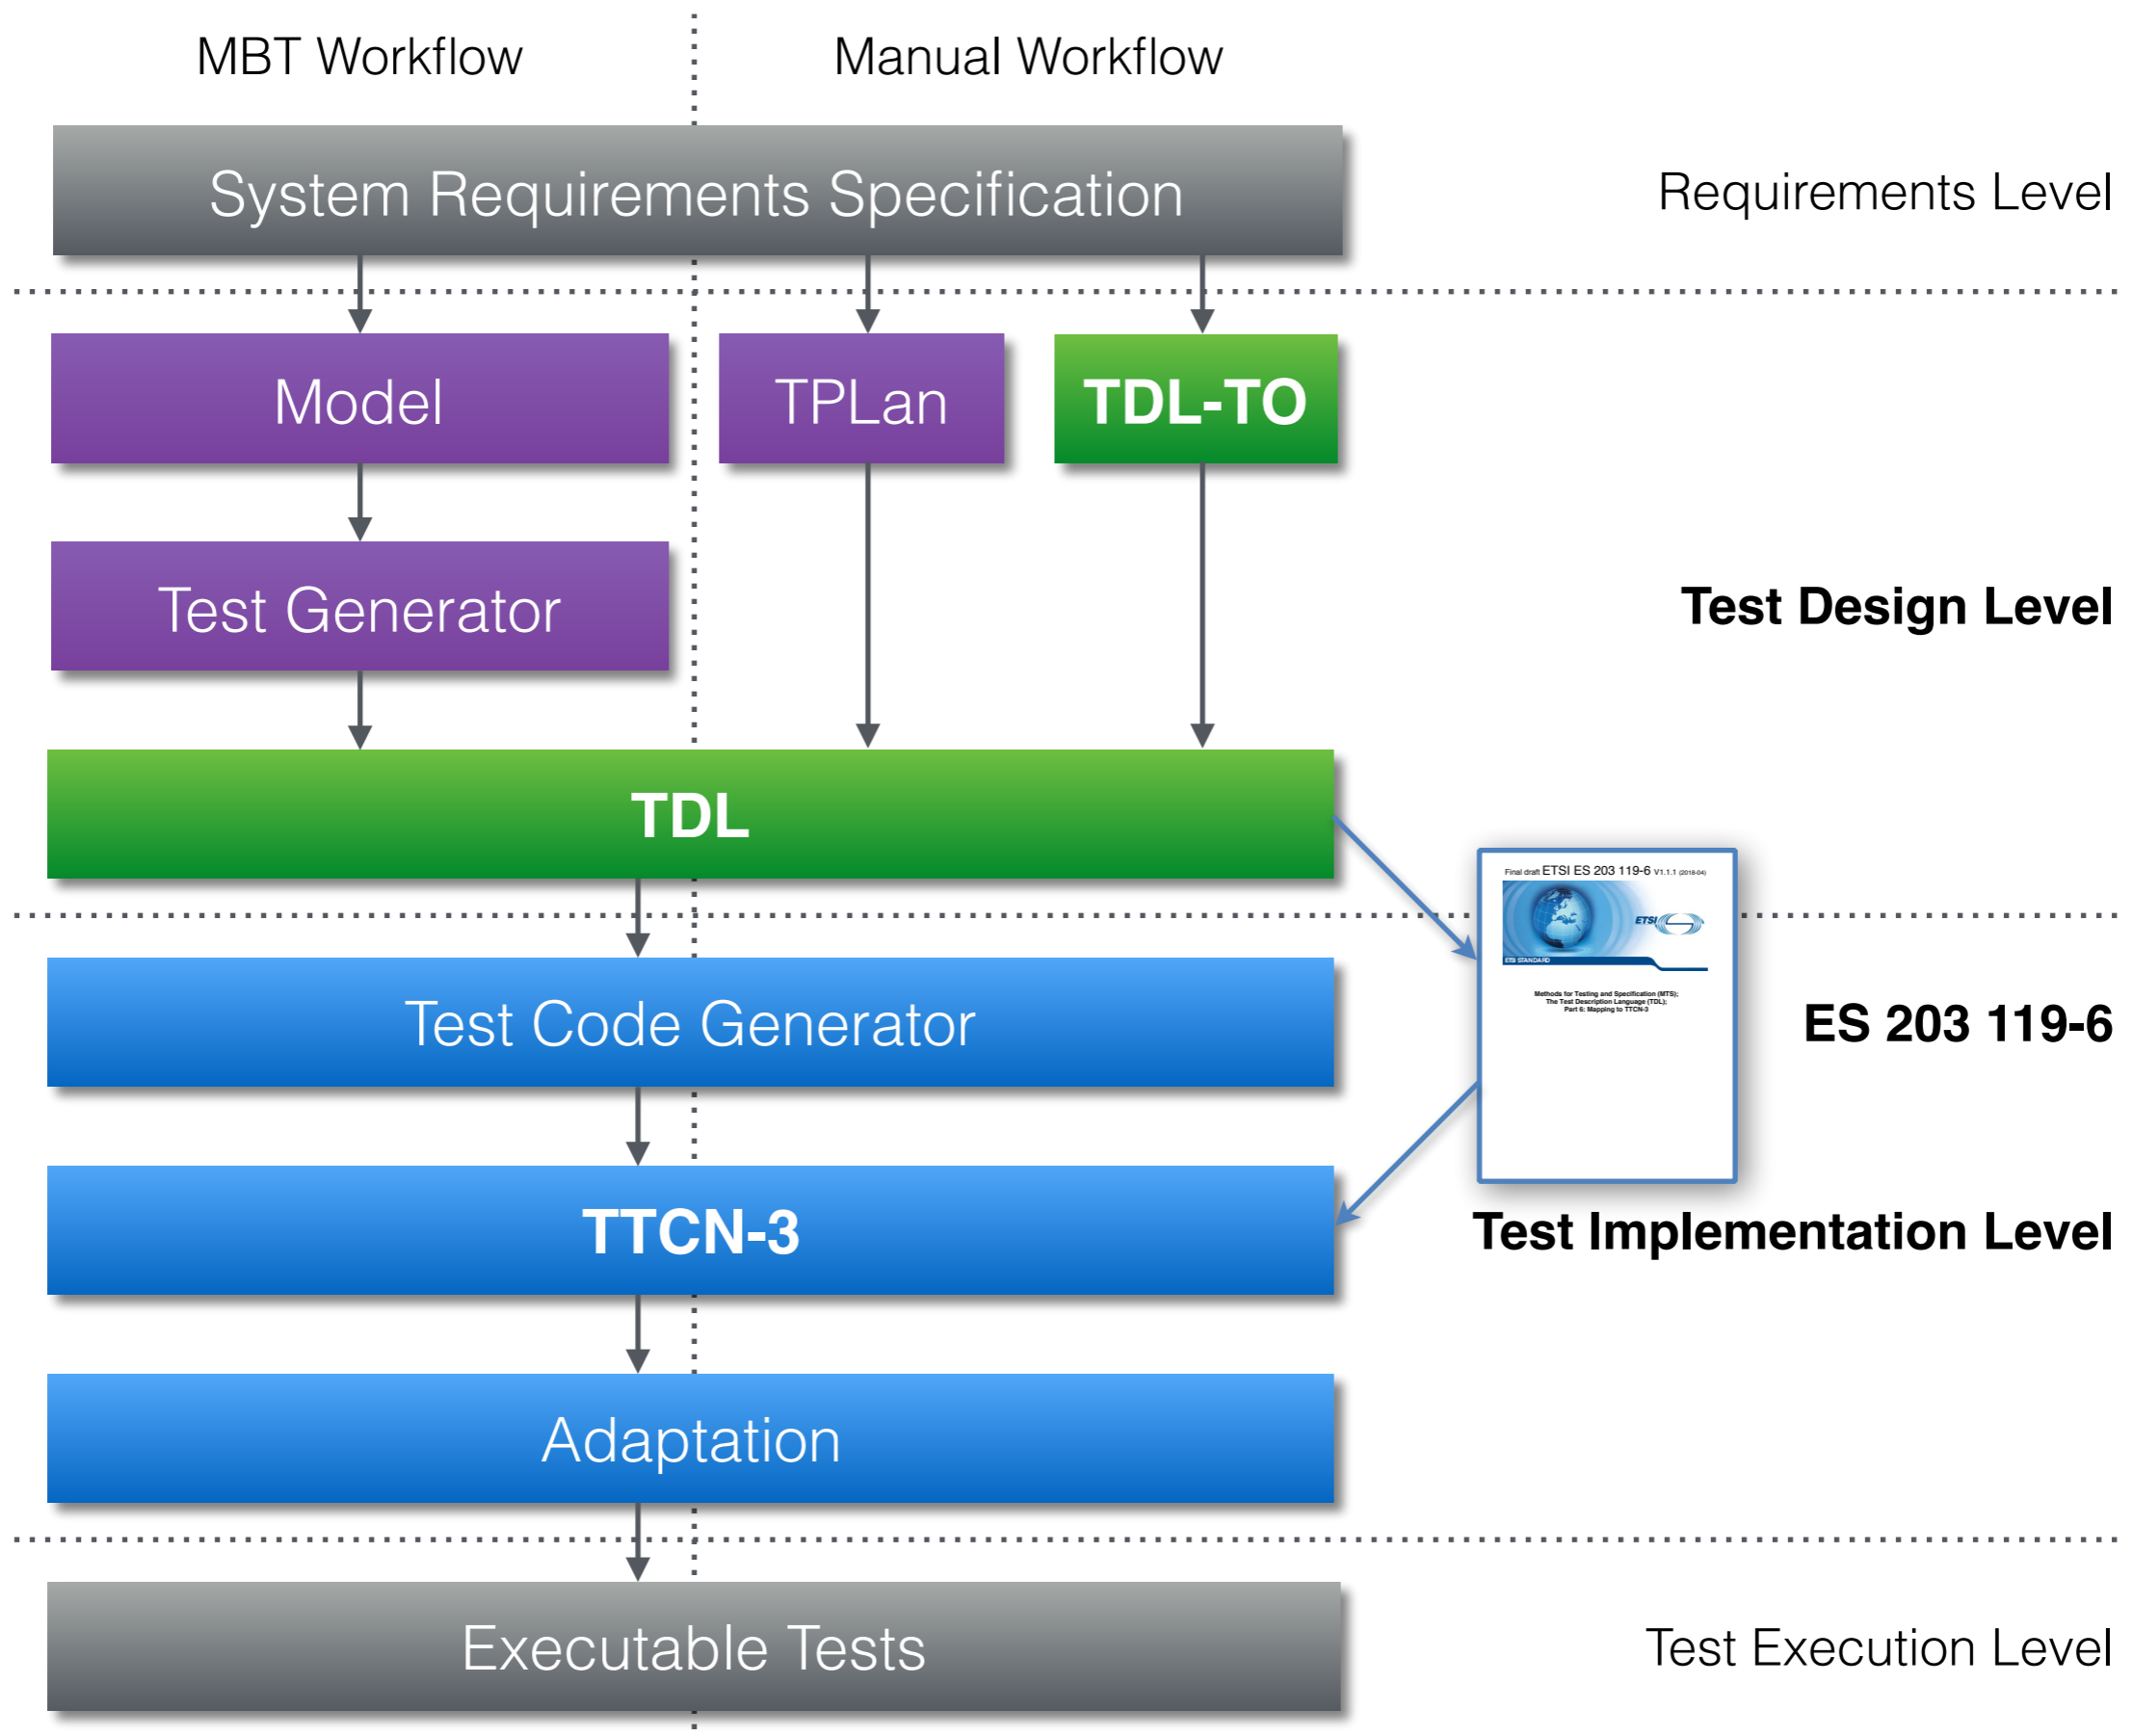 MBT Workflow
Manual Workflow
System Requirements Specification
Requirements Level
Model
TPLan
TDL-TO
Test Generator
Test Design Level
TDL
Final draft ETSI ES 203 119-6 V1.1.1 (2018-04)
ETSI
ETSI STANDARD
Methods for Testing and Specification (MTS);
The Test Description Language (TDL);
Part 6: Mapping to TTCN-3
Test Code Generator
ES 203 119-6
TTCN-3
Test Implementation Level
Adaptation
Executable Tests
Test Execution Level